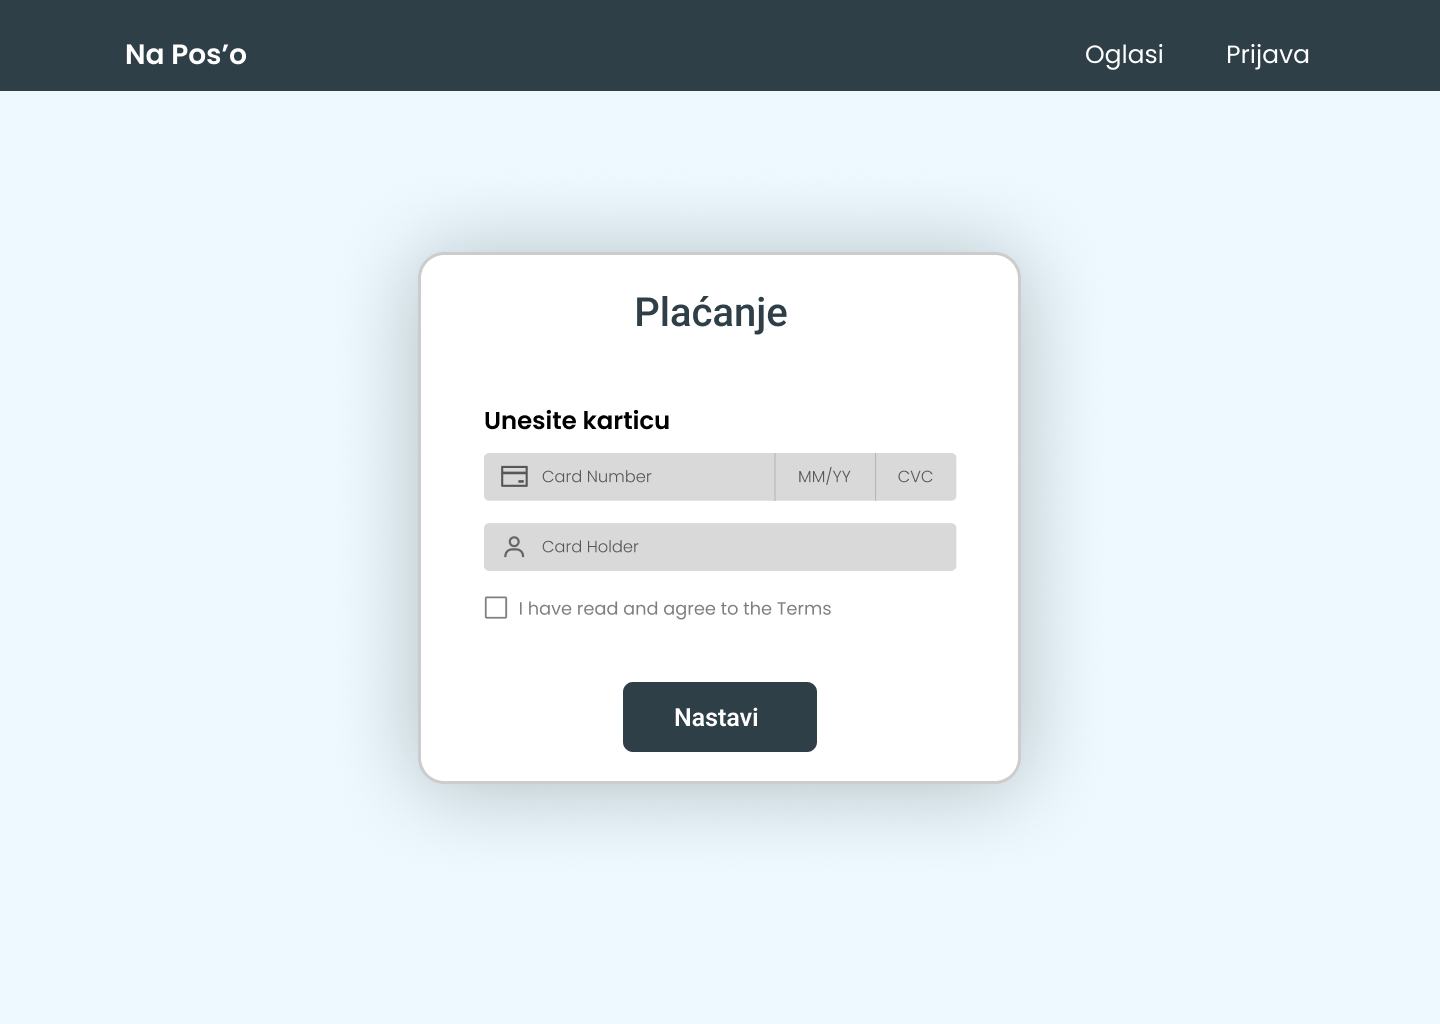 Na Pos’o Oglasi Prijava
Plaćanje
Unesite karticu
Card Number MM/YY CVC
Card Holder
I have read and agree to the Terms
Nastavi